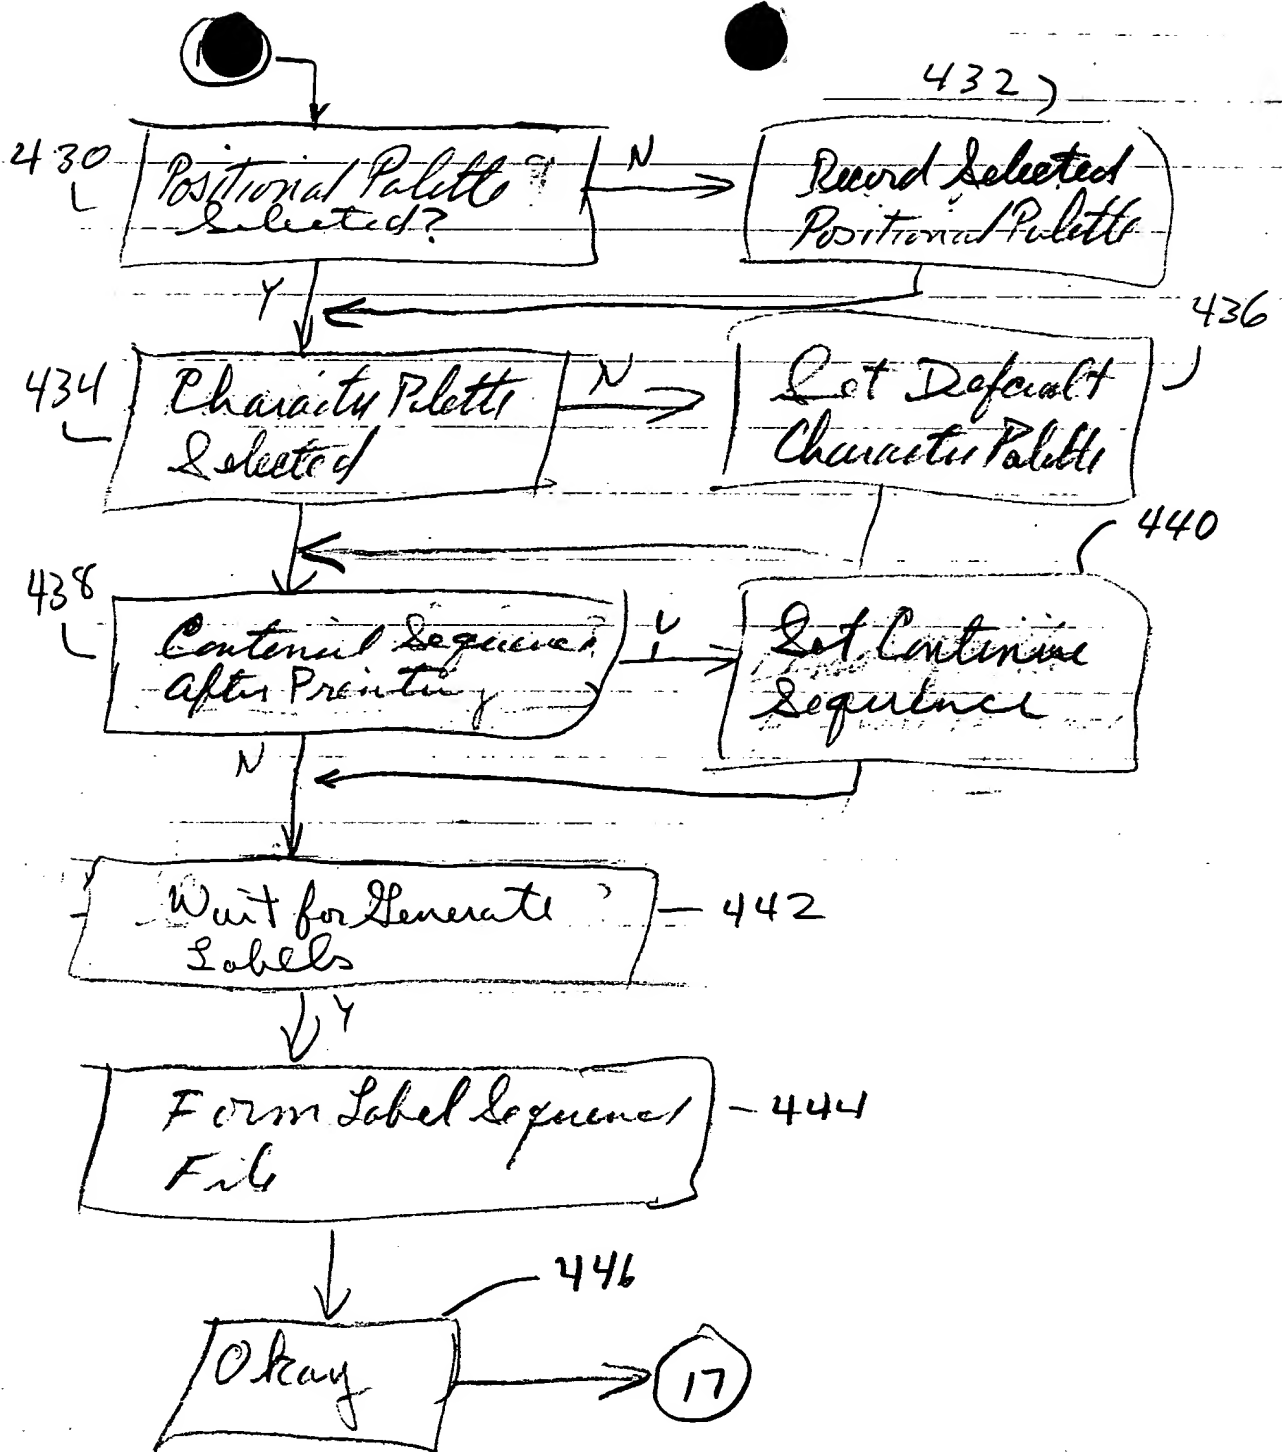 432
430
Positional Palette ?
Selected?
N
Record Selected
Positional Palette
Y
436
434
Character Palette
Selected
N
Set Default
Character Palette
440
438
Sequence
After Printing
Set Continue
Sequence
N
Wait for Generate ?
Labels
442
Y
Form Label Sequence
File
444
446
Okay
17